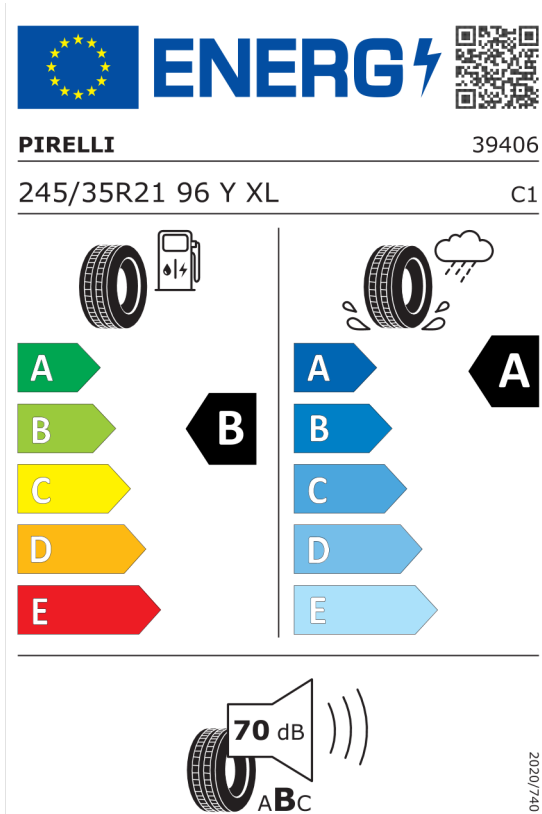 ENERG
PIRELLI 39406
245/35R21 96 Y XL C1
A A A
B B B
C C
D D
E E
70 dB
ABC
2020/740